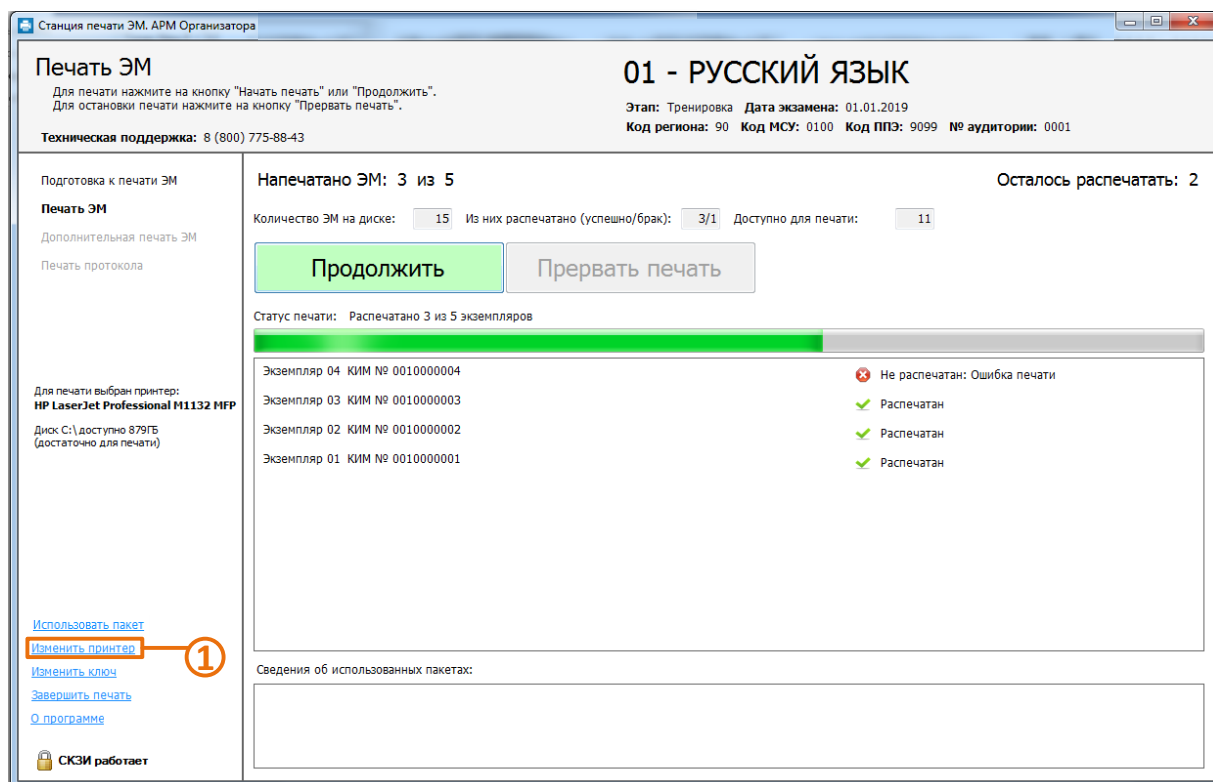 Станция печати ЭМ. АРМ Организатора
Печать ЭМ
Для печати нажмите на кнопку "Начать печать" или "Продолжить".
Для остановки печати нажмите на кнопку "Прервать печать".
Техническая поддержка: 8 (800) 775-88-43
01 - РУССКИЙ ЯЗЫК
Этап: Тренировка Дата экзамена: 01.01.2019
Код региона: 90 Код МСУ: 0100 Код ППЭ: 9099 № аудитории: 0001
Подготовка к печати ЭМ
Печать ЭМ
Дополнительная печать ЭМ
Печать протокола
Для печати выбран принтер:
HP LaserJet Professional M1132 MFP
Диск C:\ доступно 879ГБ
(достаточно для печати)
Использовать пакет
Изменить принтер
1
Изменить ключ
Завершить печать
О программе
СКЗИ работает
Напечатано ЭМ: 3 из 5 Осталось распечатать: 2
Количество ЭМ на диске: 15 Из них распечатано (успешно/брак): 3/1 Доступно для печати: 11
Продолжить Прервать печать
Статус печати: Распечатано 3 из 5 экземпляров
Экземпляр 04 КИМ № 0010000004 Не распечатан: Ошибка печати
Экземпляр 03 КИМ № 0010000003 Распечатан
Экземпляр 02 КИМ № 0010000002 Распечатан
Экземпляр 01 КИМ № 0010000001 Распечатан
Сведения об использованных пакетах: